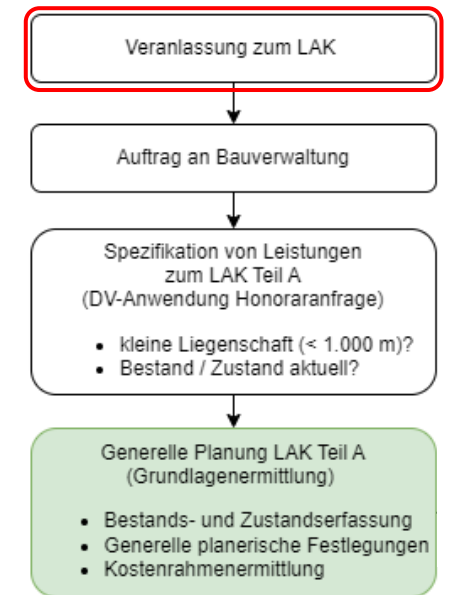 Veranlassung zum LAK
Auftrag an Bauverwaltung
Spezifikation von Leistungen
zum LAK Teil A
(DV-Anwendung Honoraranfrage)
• kleine Liegenschaft (< 1.000 m)?
• Bestand / Zustand aktuell?
Generelle Planung LAK Teil A
(Grundlagenermittlung)
• Bestands- und Zustandserfassung
• Generelle planerische Festlegungen
• Kostenrahmenermittlung